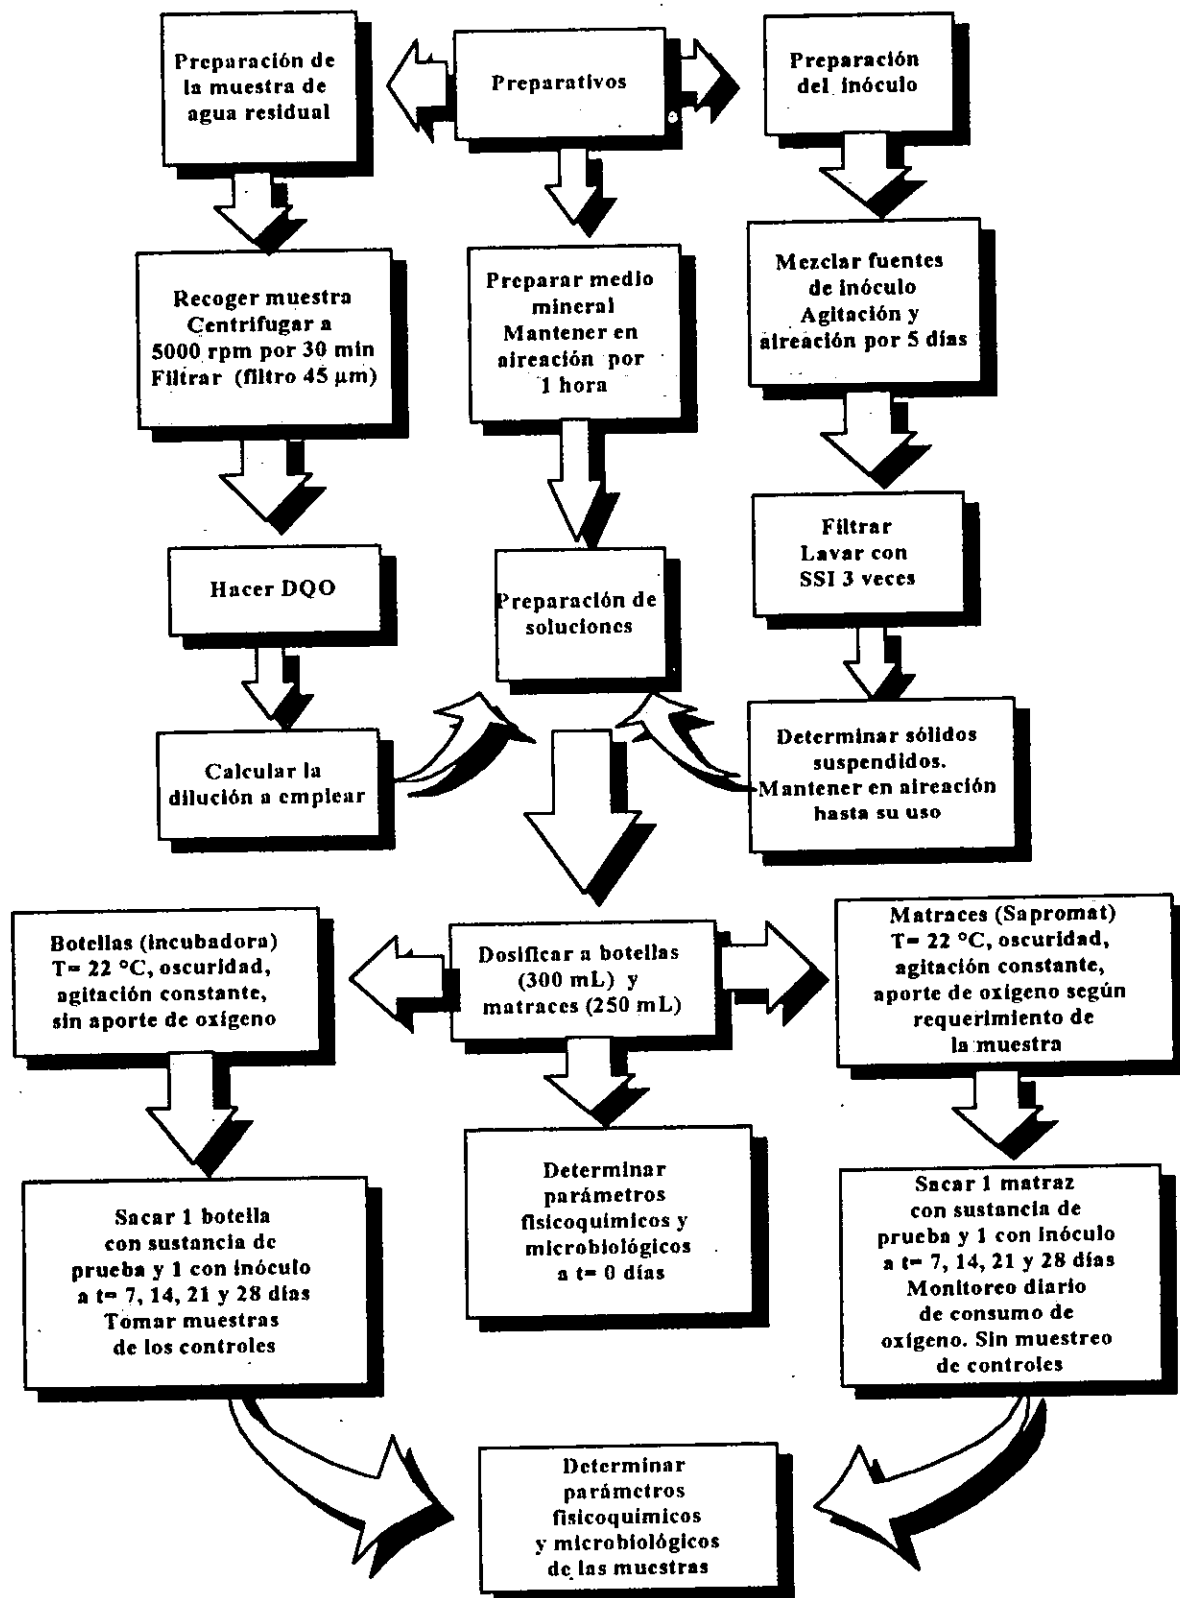 Preparación de
la muestra de
agua residual
Preparativos
Preparación
del inóculo
Recoger muestra
Centrifugar a
5000 rpm por 30 min
Filtrar (filtro 45 µm)
Preparar medio
mineral
Mantener en
aireación por
1 hora
Mezclar fuentes
de inóculo
Agitación y
aireación por 5 días
Hacer DQO
Preparación de
soluciones
Filtrar
Lavar con
SSI 3 veces
Calcular la
dilución a emplear
Determinar sólidos
suspendidos.
Mantener en aireación
hasta su uso
Botellas (incubadora)
T= 22 °C, oscuridad,
agitación constante,
sin aporte de oxígeno
Dosificar a botellas
(300 mL) y
matraces (250 mL)
Matraces (Sapromat)
T= 22 °C, oscuridad,
agitación constante,
aporte de oxígeno según
requerimiento de
la muestra
Sacar 1 botella
con sustancia de
prueba y 1 con inóculo
a t= 7, 14, 21 y 28 días
Tomar muestras
de los controles
Determinar
parámetros
fisicoquímicos y
microbiológicos
a t= 0 días
Sacar 1 matraz
con sustancia de
prueba y 1 con inóculo
a t= 7, 14, 21 y 28 días
Monitoreo diario
de consumo de
oxígeno. Sin muestreo
de controles
Determinar
parámetros
fisicoquímicos
y microbiológicos
de las muestras